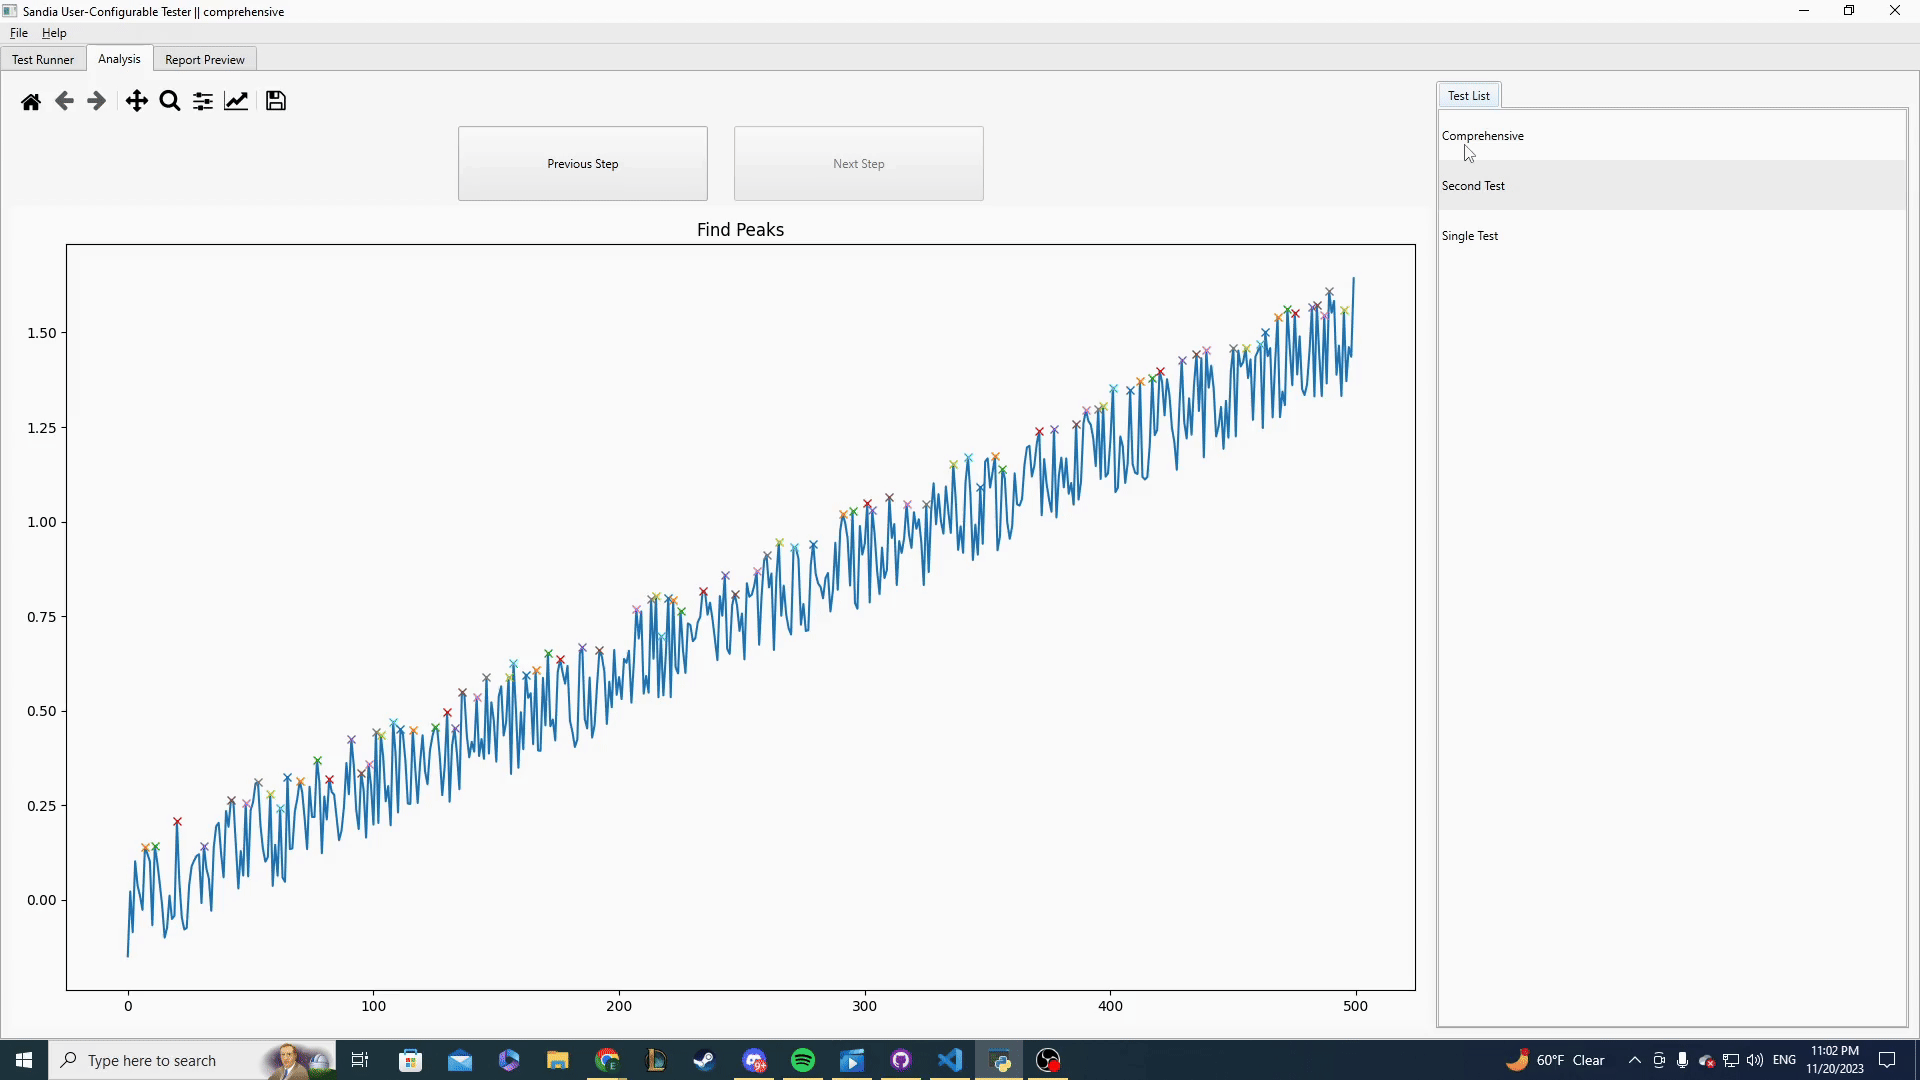 Sandia User-Configurable Tester || comprehensive
File Help
Test Runner Analysis Report Preview
Test List
Previous Step Next Step
Comprehensive
Second Test
Single Test
Find Peaks
1.50
1.25
1.00
0.75
0.50
0.25
0.00
0 100 200 300 400 500
Type here to search
9+
60°F Clear
ENG
11:02 PM
11/20/2023